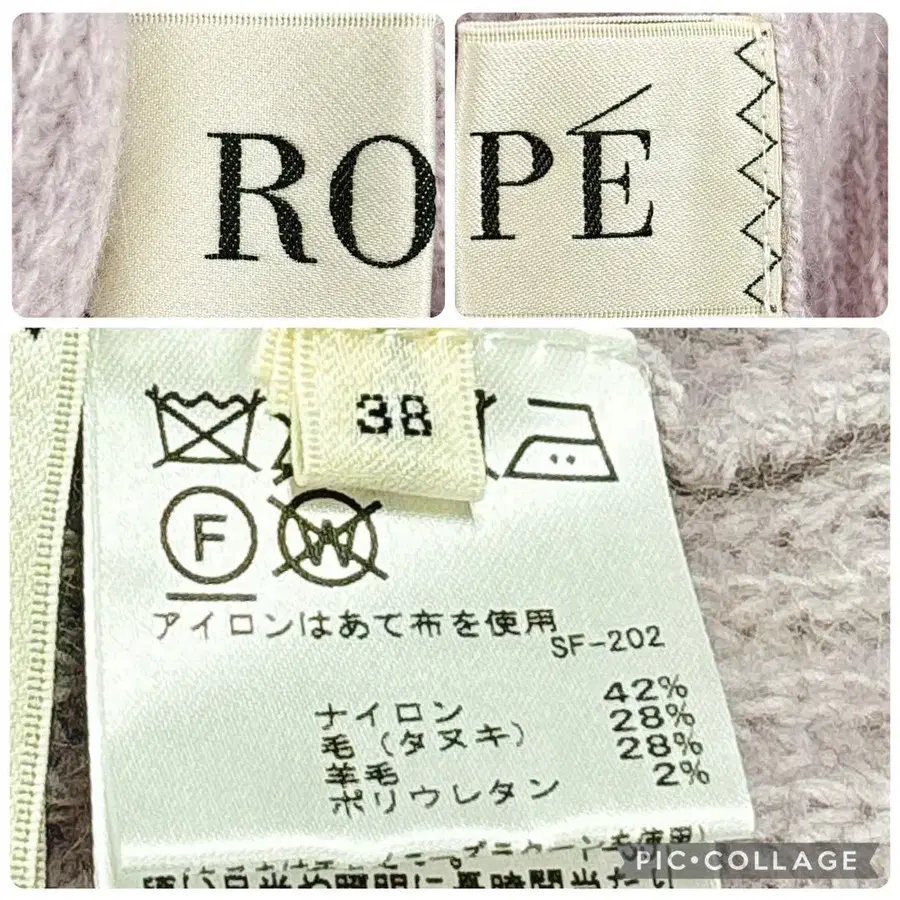 ROPÉ
38
F
W
アイロンはあて布を使用
SF-202
ナイロン 42%
毛(タヌキ) 28%
羊毛 28%
ポリウレタン 2%
PIC•COLLAGE